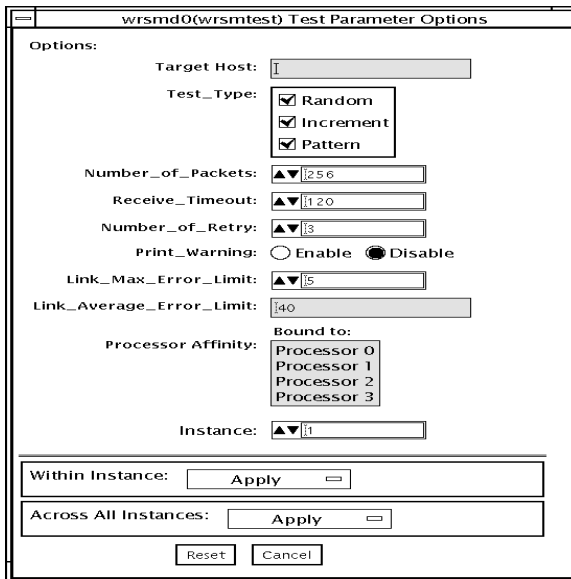 wrsmd0(wrsmtest) Test Parameter Options
Options:
Target Host:
Test_Type:
Random
Increment
Pattern
Number_of_Packets: 256
Receive_Timeout: 120
Number_of_Retry: 3
Print_Warning: Enable Disable
Link_Max_Error_Limit: 5
Link_Average_Error_Limit: 40
Bound to:
Processor Affinity:
Processor 0
Processor 1
Processor 2
Processor 3
Instance: 1
Within Instance: Apply
Across All Instances: Apply
Reset Cancel